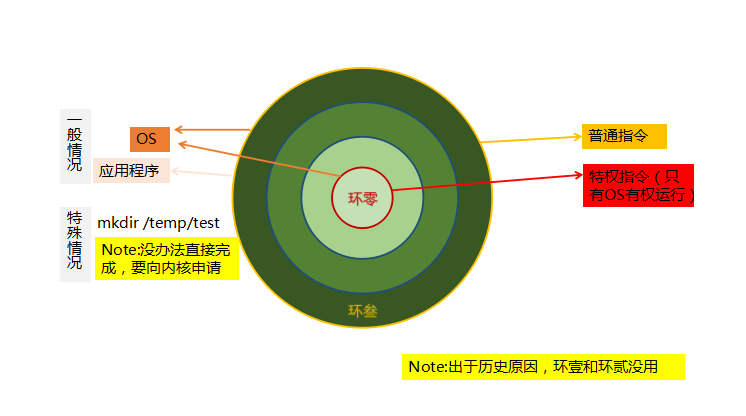 一般情况
OS
应用程序
特殊情况
mkdir /temp/test
Note:没办法直接完
成，要向内核申请
环零
环叁
普通指令
特权指令（只
有OS有权运行）
Note:出于历史原因，环壹和环贰没用